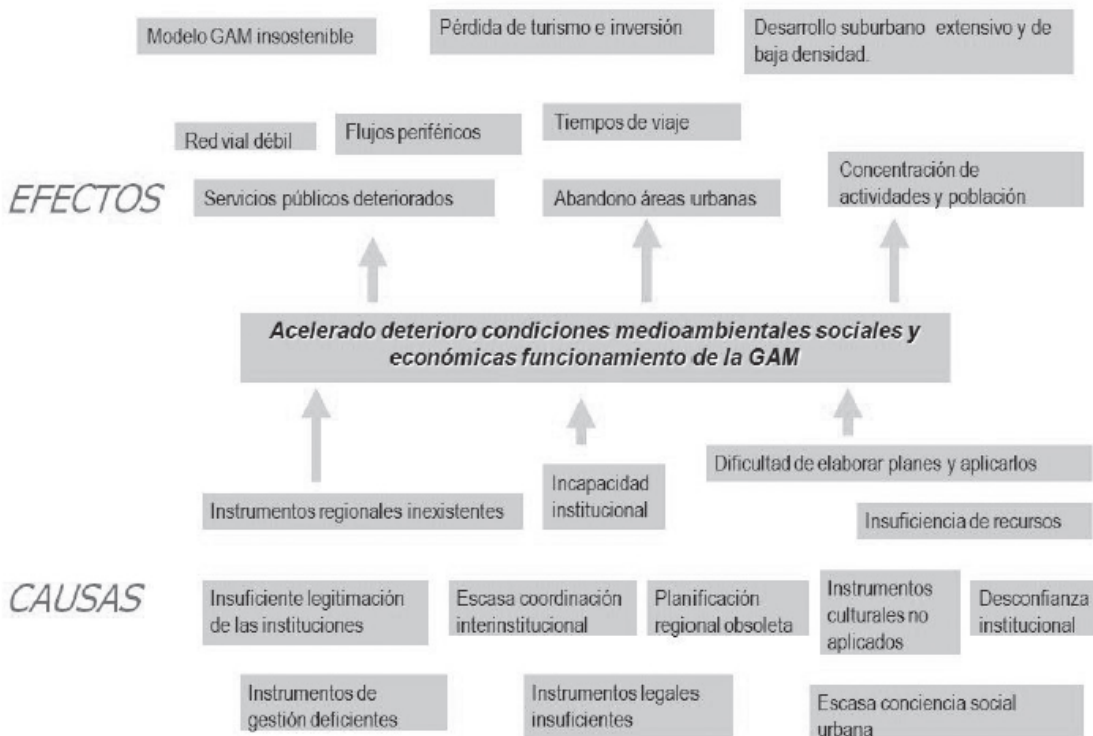 Modelo GAM insostenible
Pérdida de turismo e inversión
Desarrollo suburbano extensivo y de
baja densidad.
Red vial débil
Flujos periféricos
Tiempos de viaje
EFECTOS
Servicios públicos deteriorados
Abandono áreas urbanas
Concentración de
actividades y población
Acelerado deterioro condiciones medioambientales sociales y
económicas funcionamiento de la GAM
Instrumentos regionales inexistentes
Incapacidad
institucional
Dificultad de elaborar planes y aplicarlos
Insuficiencia de recursos
CAUSAS
Insuficiente legitimación
de las instituciones
Escasa coordinación
interinstitucional
Planificación
regional obsoleta
Instrumentos
culturales no
aplicados
Desconfianza
institucional
Instrumentos de
gestión deficientes
Instrumentos legales
insuficientes
Escasa conciencia social
urbana